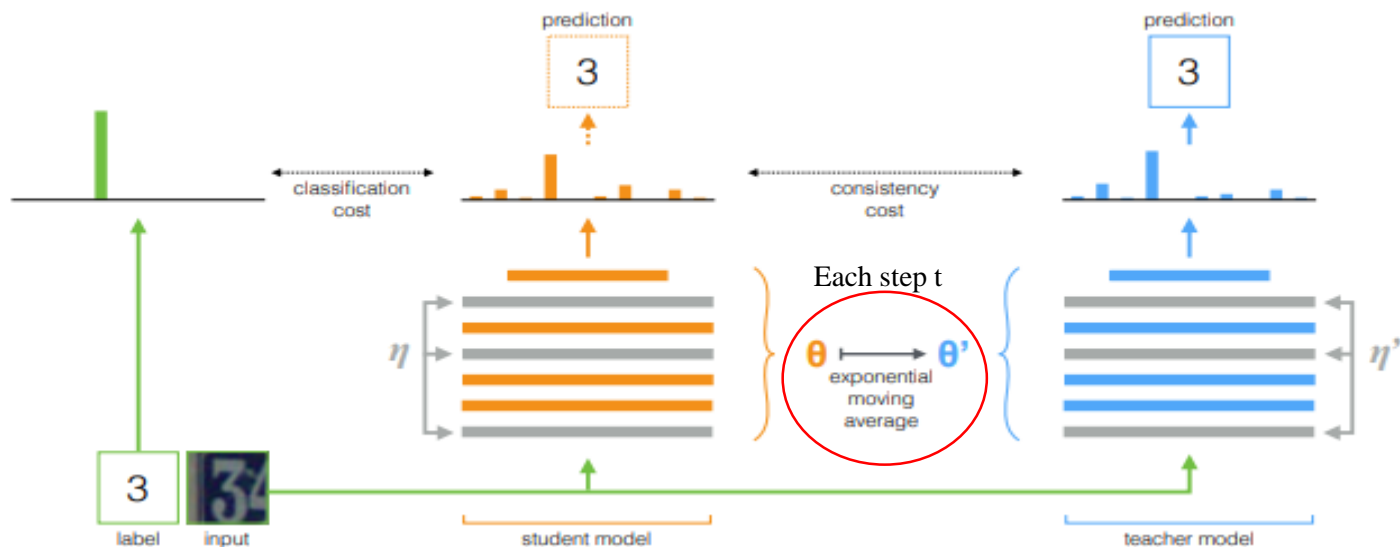 prediction
3
prediction
3
classification
cost
consistency
cost
Each step t
η
θ
θ'
η'
exponential
moving
average
3
34
label
input
student model
teacher model